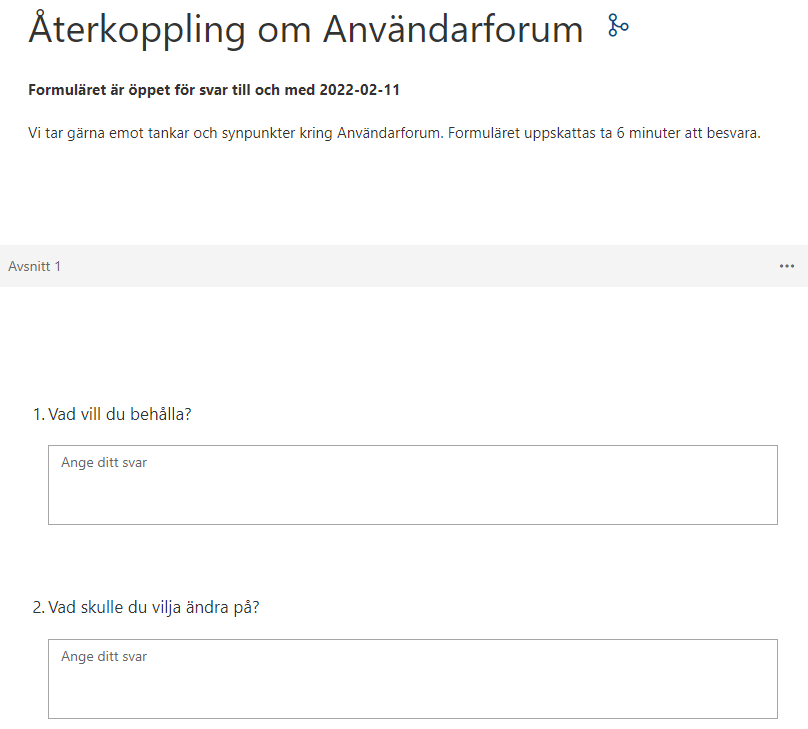 Återkoppling om Användarforum
Formuläret är öppet för svar till och med 2022-02-11
Vi tar gärna emot tankar och synpunkter kring Användarforum. Formuläret uppskattas ta 6 minuter att besvara.
Avsnitt 1
1. Vad vill du behålla?
Ange ditt svar
2. Vad skulle du vilja ändra på?
Ange ditt svar